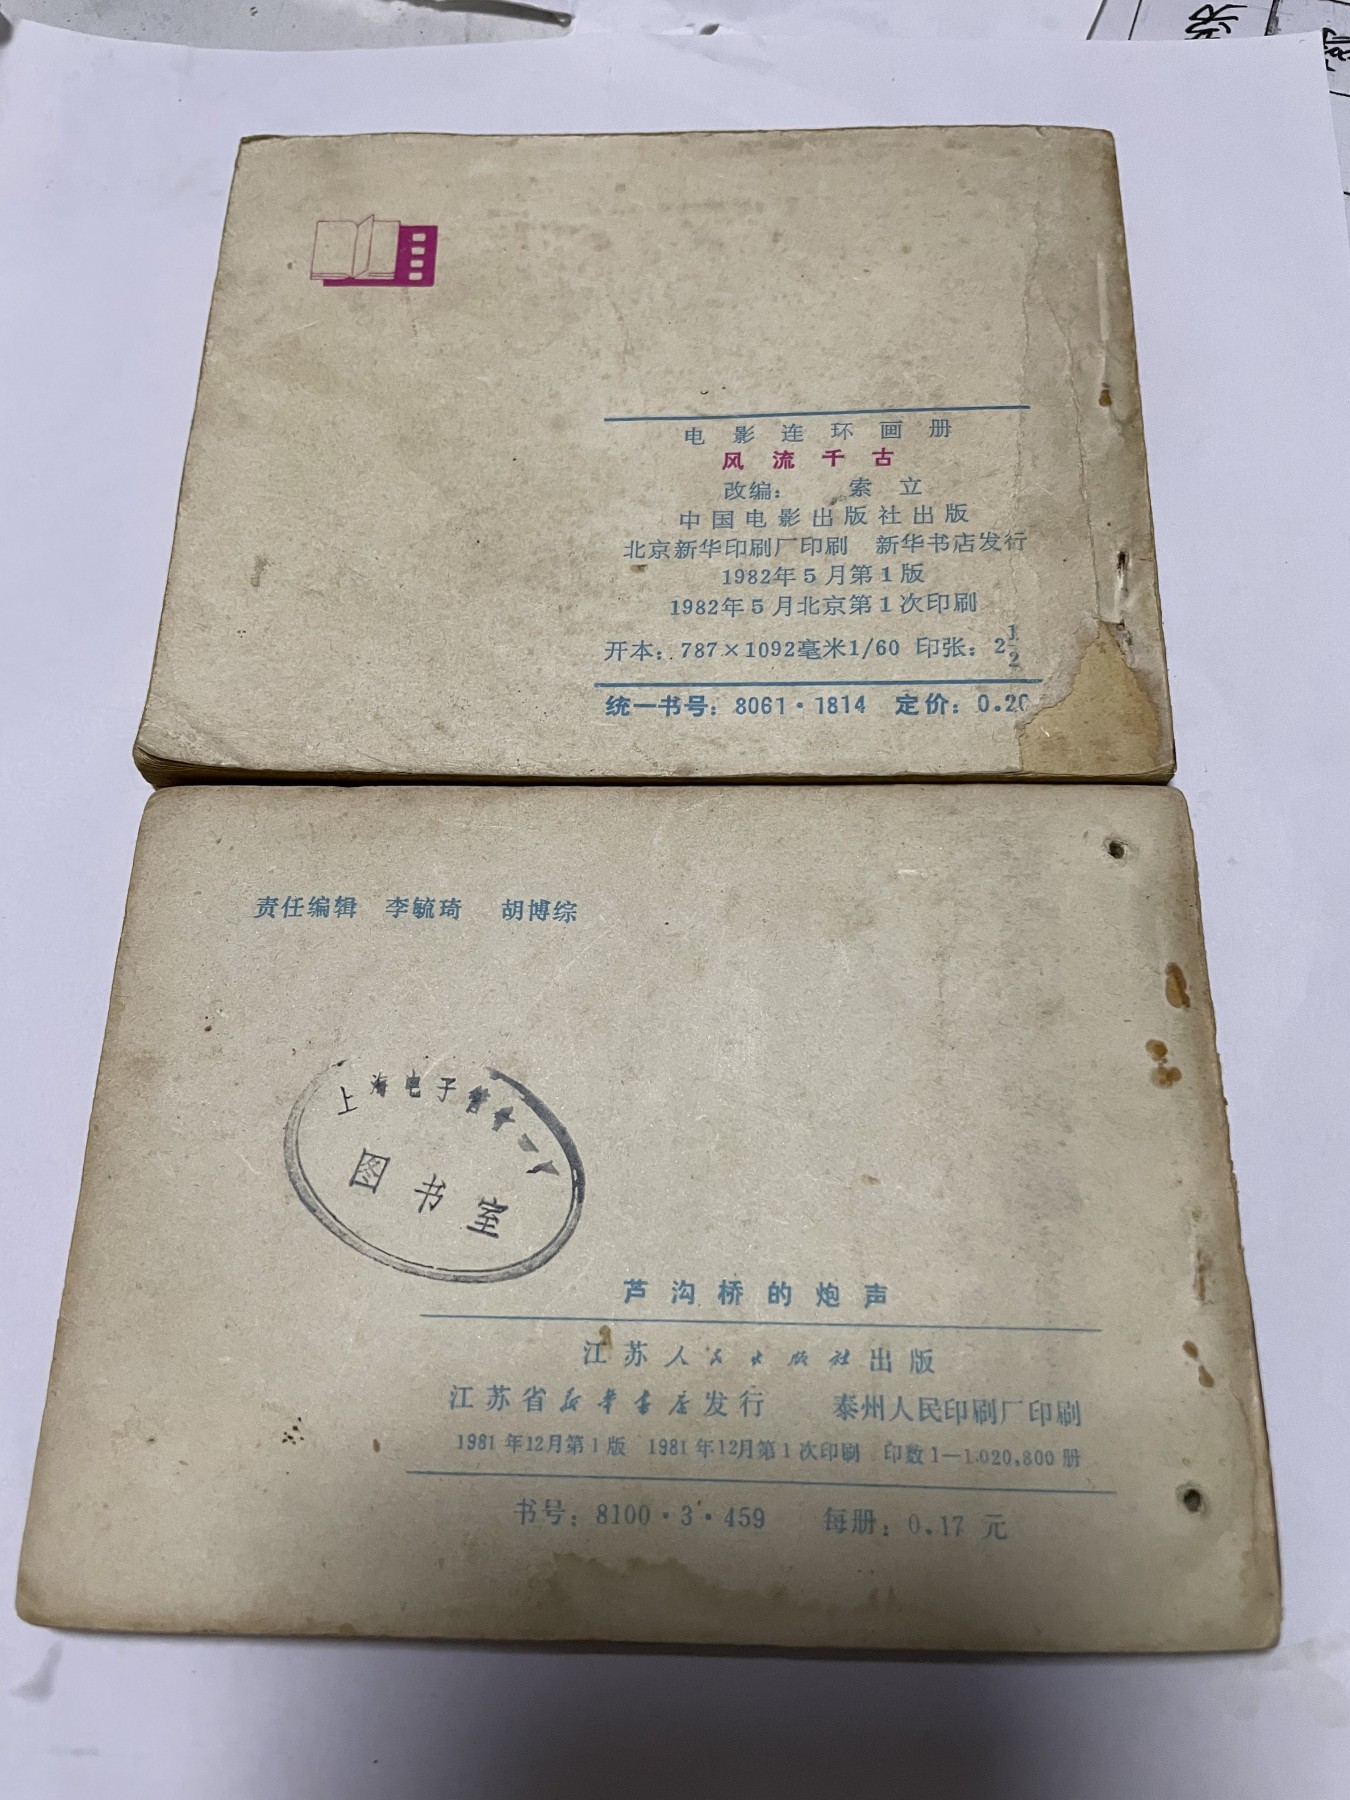 电影连环画册
风流千古
改编： 索立
中国电影出版社出版
北京新华印刷厂印刷 新华书店发行
1982年5月第1版
1982年5月北京第1次印刷
开本：787×1092毫米1/60 印张：2 1/2
统一书号：8061·1814 定价：0.20
责任编辑 李毓琦 胡博综
上海电子管
图书室
芦沟桥的炮声
江苏人民出版社出版
江苏省新华书店发行 泰州人民印刷厂印刷
1981年12月第1版 1981年12月第1次印刷 印数1—1,020,800册
书号：8100·3·459 每册：0.17元